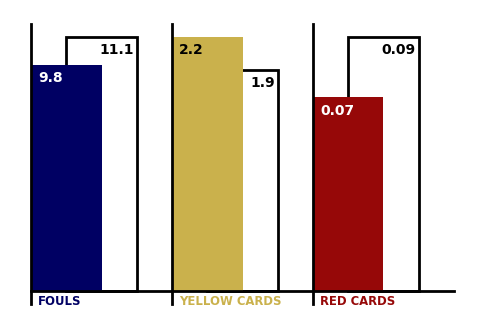 11.1
9.8
2.2
1.9
0.09
0.07
FOULS
YELLOW CARDS
RED CARDS